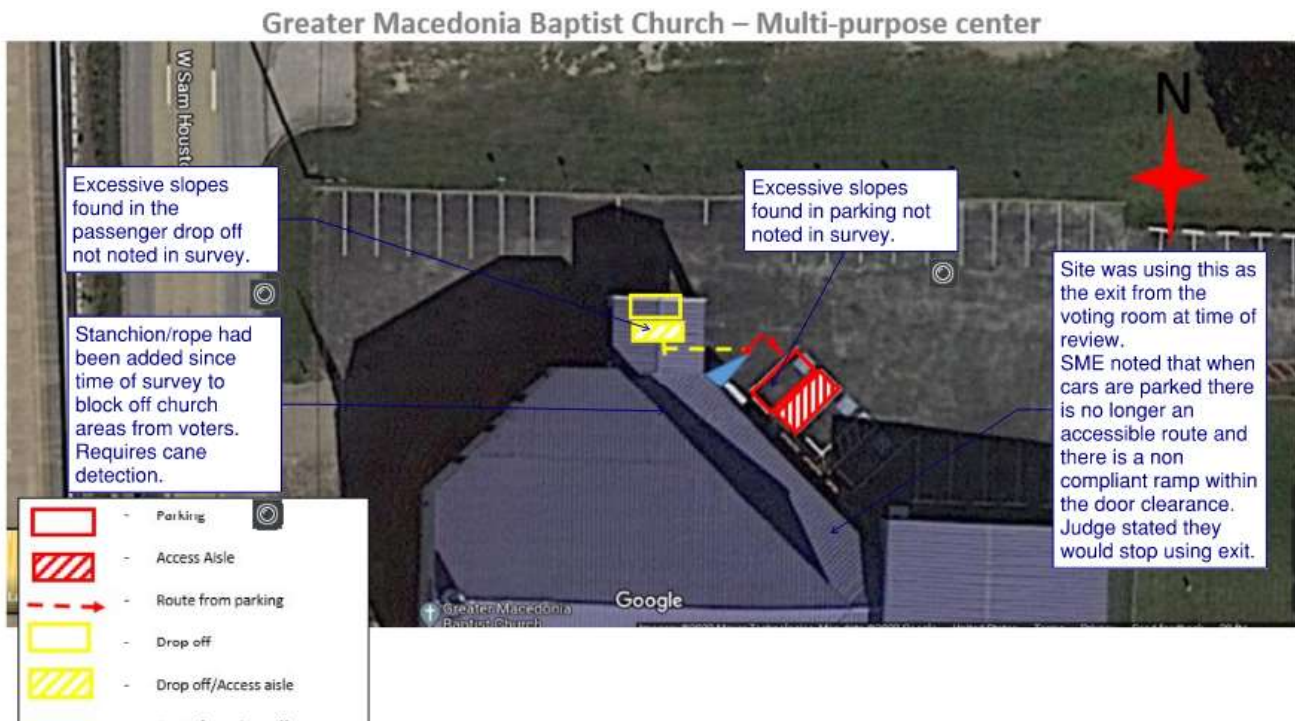 Greater Macedonia Baptist Church – Multi-purpose center
W Sam Houst
N
Excessive slopes
found in the
passenger drop off
not noted in survey.
Excessive slopes
found in parking not
noted in survey.
Site was using this as
the exit from the
voting room at time of
review.
SME noted that when
cars are parked there
is no longer an
accessible route and
there is a non
compliant ramp within
the door clearance.
Judge stated they
would stop using exit.
Stanchion/rope had
been added since
time of survey to
block off church
areas from voters.
Requires cane
detection.
- Parking
- Access Aisle
- Route from parking
- Drop off
- Drop off/Access aisle
Greater Macedonia
Baptist Church
Google